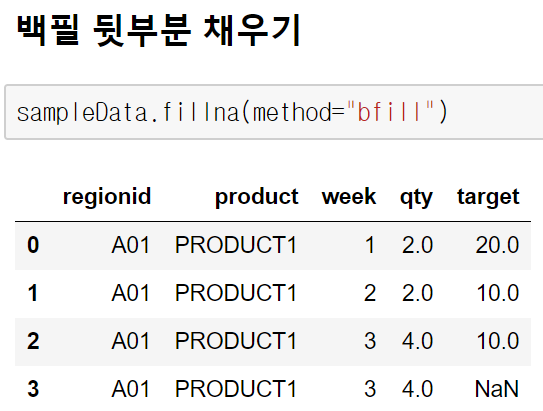 백필 뒷부분 채우기
sampleData.fillna(method="bfill")
regionid product week qty target
0 A01 PRODUCT1 1 2.0 20.0
1 A01 PRODUCT1 2 2.0 10.0
2 A01 PRODUCT1 3 4.0 10.0
3 A01 PRODUCT1 3 4.0 NaN